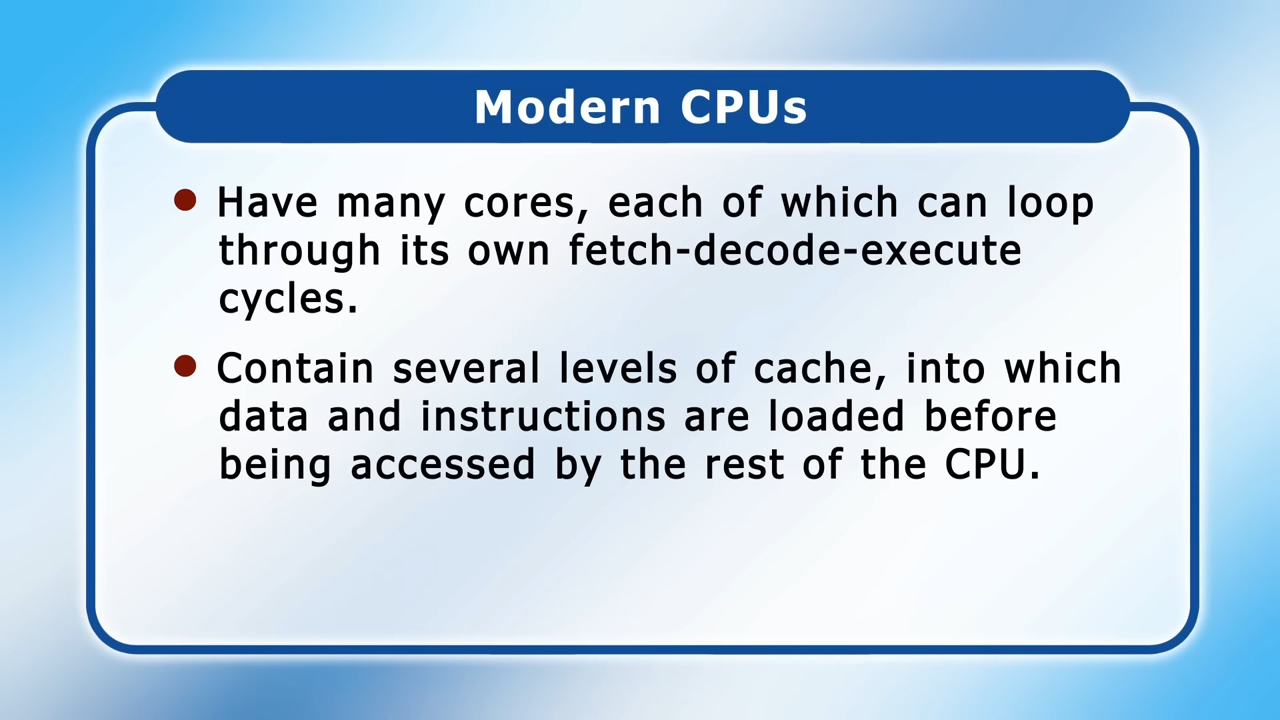 Modern CPUs
• Have many cores, each of which can loop
through its own fetch-decode-execute
cycles.
• Contain several levels of cache, into which
data and instructions are loaded before
being accessed by the rest of the CPU.